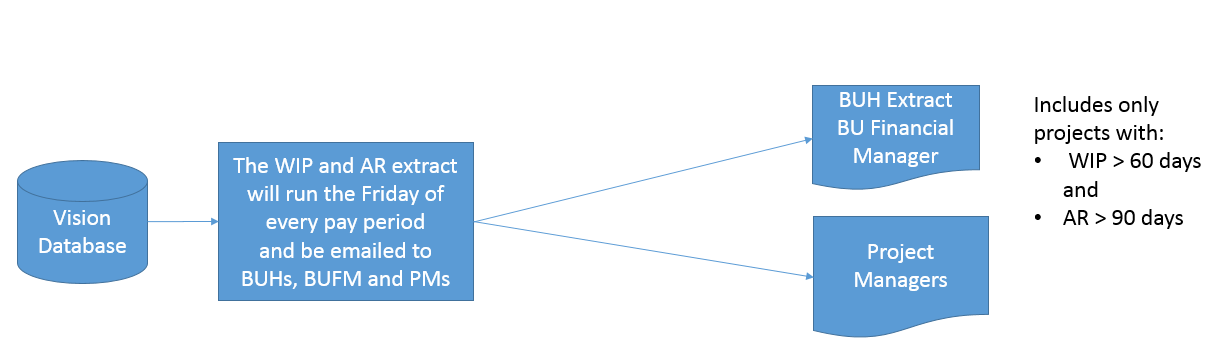 Vision
Database
The WIP and AR extract
will run the Friday of
every pay period
and be emailed to
BUHs, BUFM and PMs
BUH Extract
BU Financial
Manager
Project
Managers
Includes only
projects with:
• WIP > 60 days
and
• AR > 90 days